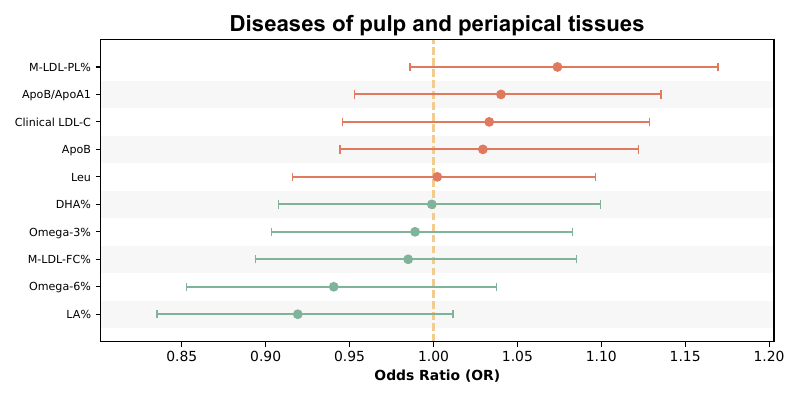 Diseases of pulp and periapical tissues
M-LDL-PL%
ApoB/ApoA1
Clinical LDL-C
ApoB
Leu
DHA%
Omega-3%
M-LDL-FC%
Omega-6%
LA%
0.85 0.90 0.95 1.00 1.05 1.10 1.15 1.20
Odds Ratio (OR)